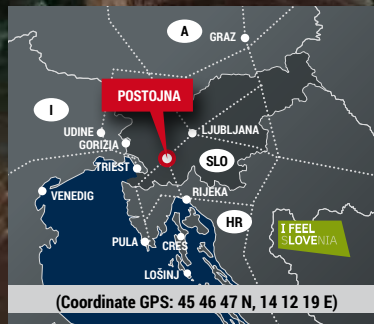 A
GRAZ
POSTOJNA
I
UDINE
LJUBLJANA
GORIZIA
SLO
TRIEST
VENEDIG
RIJEKA
HR
I FEEL
SLOVENIA
PULA
CRES
LOŠINJ
(Coordinate GPS: 45 46 47 N, 14 12 19 E)